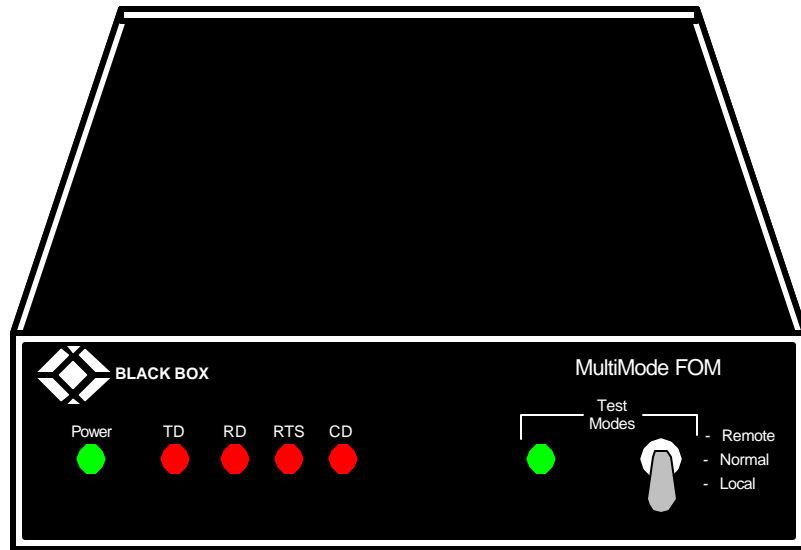 BLACK BOX
MultiMode FOM
Test
Modes
Power TD RD RTS CD
- Remote
- Normal
- Local